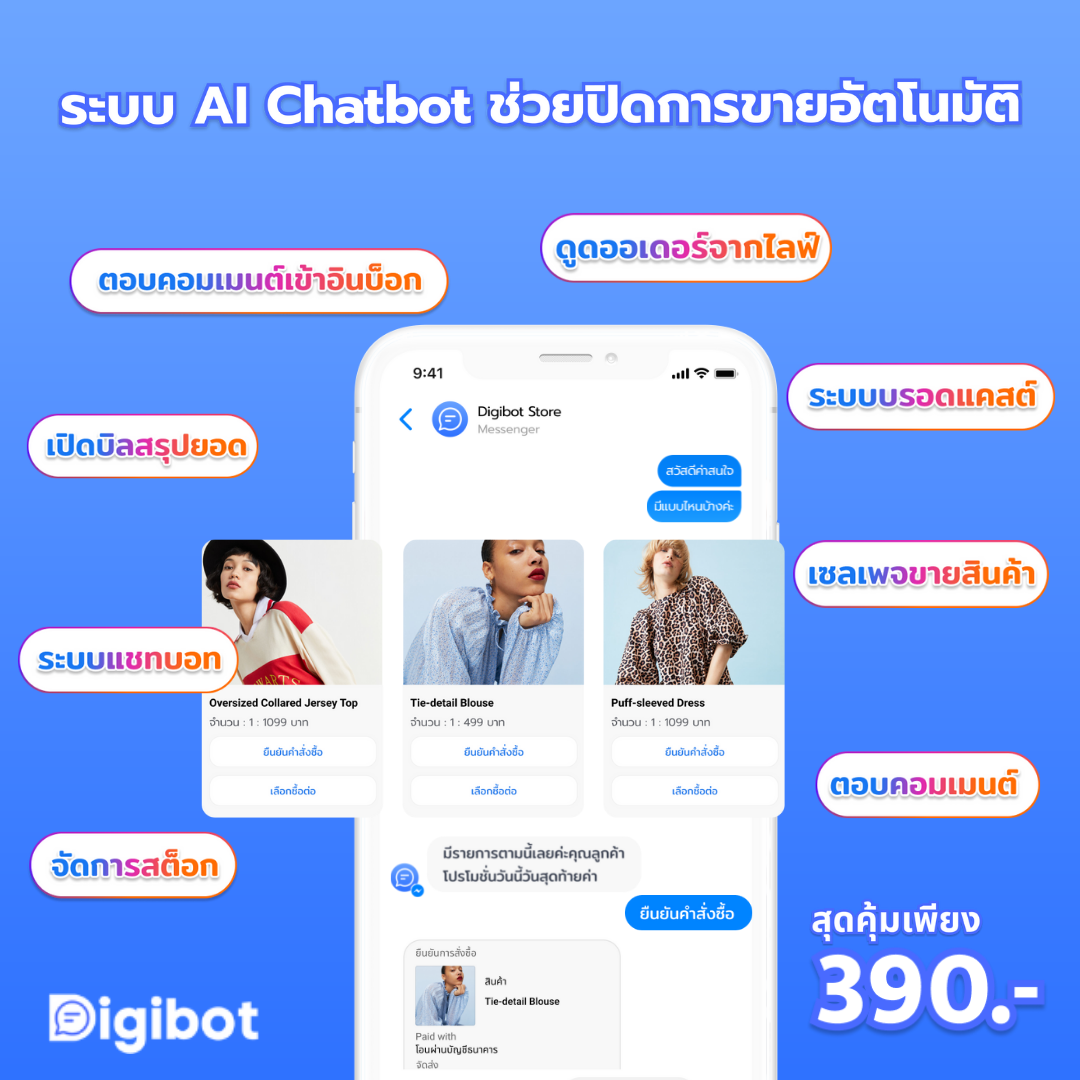 ระบบ AI Chatbot ช่วยปิดการขายอัตโนมัติ
ดูดออเดอร์จากไลฟ์
ตอบคอมเมนต์เข้าอินบ็อก
ระบบบรอดแคสต์
เปิดบิลสรุปยอด
เซลเพจขายสินค้า
ระบบแชทบอท
ตอบคอมเมนต์
จัดการสต็อก
9:41
Digibot Store
Messenger
สวัสดีค่าสนใจ
มีแบบไหนบ้างค่ะ
WARTS
Oversized Collared Jersey Top
จำนวน : 1 : 1099 บาท
ยืนยันคำสั่งซื้อ
เลือกซื้อต่อ
Tie-detail Blouse
จำนวน : 1 : 499 บาท
ยืนยันคำสั่งซื้อ
เลือกซื้อต่อ
Puff-sleeved Dress
จำนวน : 1 : 1099 บาท
ยืนยันคำสั่งซื้อ
เลือกซื้อต่อ
มีรายการตามนี้เลยค่ะคุณลูกค้า
โปรโมชั่นวันนี้วันสุดท้ายค่า
ยืนยันคำสั่งซื้อ
ยืนยันการสั่งซื้อ
สินค้า
Tie-detail Blouse
Paid with
โอนผ่านบัญชีธนาคาร
จัดส่ง
สุดคุ้มเพียง
390.-
Digibot